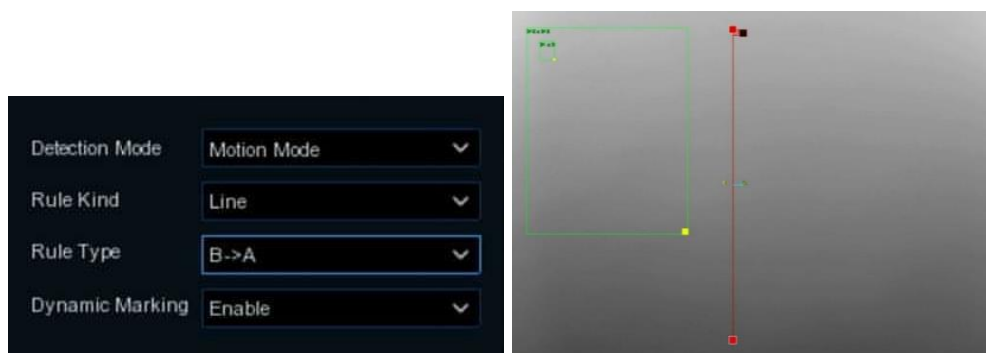 Detection Mode Motion Mode
Rule Kind Line
Rule Type B->A
Dynamic Marking Enable